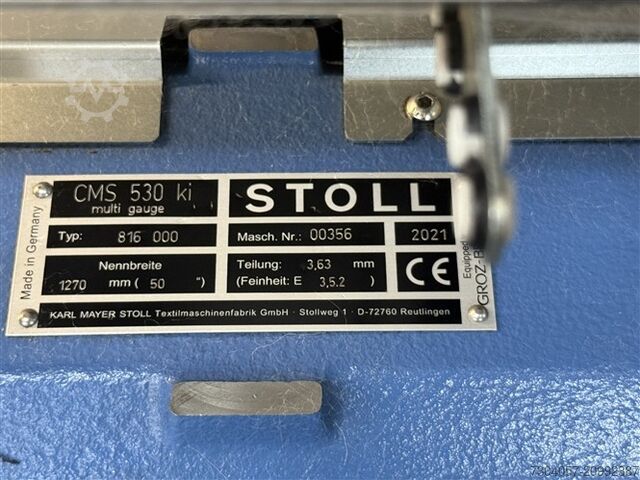 CMS 530 ki
multi gauge
STOLL
Typ: 816 000
Masch. Nr.: 00356
2021
Nennbreite
1270 mm ( 50 ")
Teilung: 3,63 mm
(Feinheit: E 3,5.2 )
CE
KARL MAYER STOLL Textilmaschinenfabrik GmbH · Stollweg 1 · D-72760 Reutlingen
Made in Germany
Equipped
GROZ-B